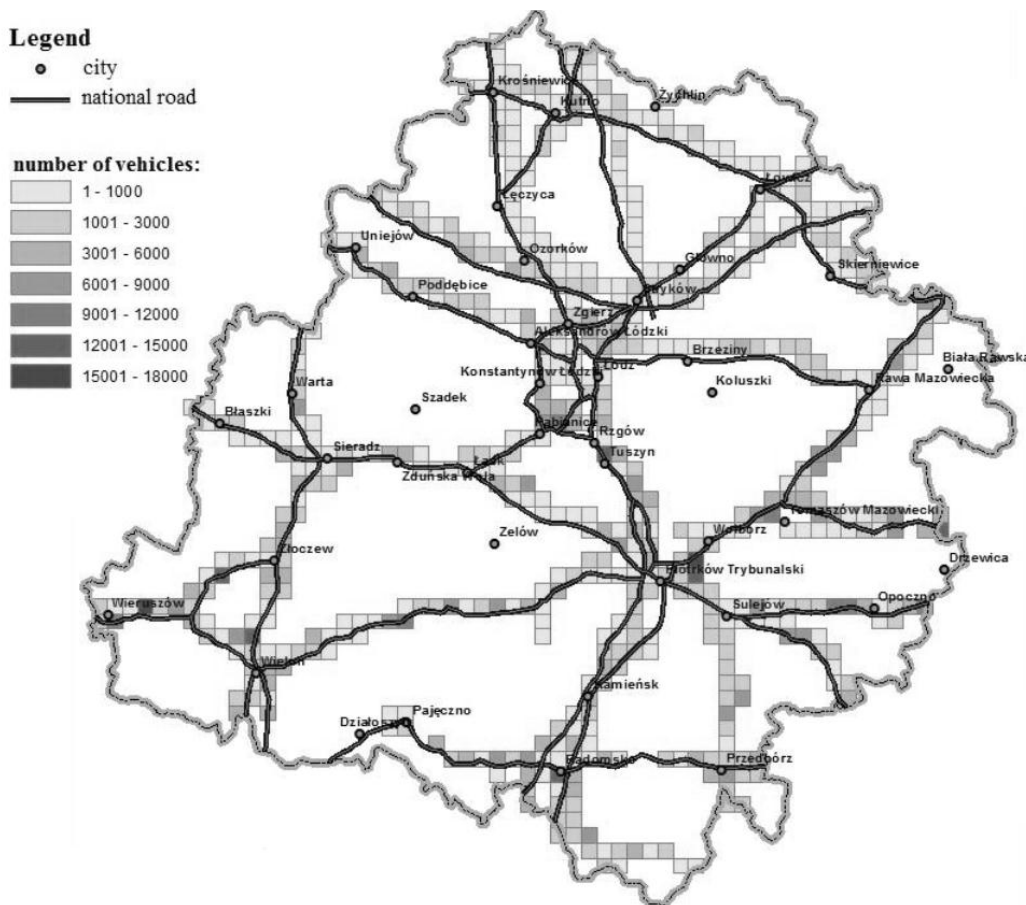 Legend
city
national road
number of vehicles:
1 - 1000
1001 - 3000
3001 - 6000
6001 - 9000
9001 - 12000
12001 - 15000
15001 - 18000
Krośniewice
Kutno
Żychlin
Łowicz
Łęczyca
Uniejów
Ozorków
Głowno
Skierniewice
Poddębice
Stryków
Zgierz
Aleksandrów Łódzki
Brzeziny
Biała Rawska
Konstantynów Łódzki
Łódź
Koluszki
Rawa Mazowiecka
Warta
Szadek
Błaszki
Pabianice
Rzgów
Sieradz
Tuszyn
Zduńska Wola
Łask
Tomaszów Mazowiecki
Zelów
Wolbórz
Złoczew
Piotrków Trybunalski
Drzewica
Wieruszów
Sulejów
Opoczno
Wieluń
Kamieńsk
Działoszyn
Pajęczno
Radomsko
Przedbórz